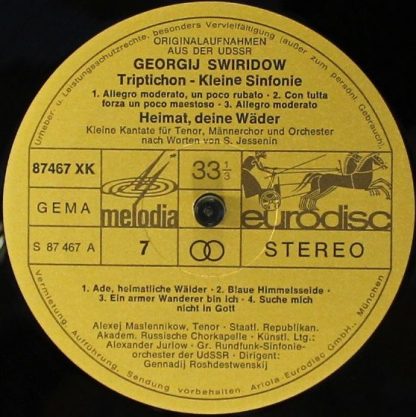 Urheber- u. Leistungsschutzrechte, besonders Vervielfältigung (außer zum persönl. Gebrauch),
ORIGINALAUFNAHMEN
AUS DER UDSSR
GEORGIJ SWIRIDOW
Triptichon - Kleine Sinfonie
1. Allegro moderato, un poco rubato · 2. Con tutta
forza un poco maestoso · 3. Allegro moderato
Heimat, deine Wäder
Kleine Kantate für Tenor, Männerchor und Orchester
nach Worten von S. Jessenin
87467 XK
33 1/3
GEMA
melodia
eurodisc
S 87 467 A
7
STEREO
1. Ade, heimatliche Wälder · 2. Blaue Himmelsseide ·
3. Ein armer Wanderer bin ich · 4. Suche mich
nicht in Gott
Alexej Maslennikow, Tenor · Staatl. Republikan.
Akadem. Russische Chorkapelle · Künstl. Ltg.:
Alexander Jurlow · Gr. Rundfunk-Sinfonie-
orchester der UdSSR · Dirigent:
Gennadij Roshdestwenskij
Vermietung, Aufführung, Sendung vorbehalten. Ariola Eurodisc GmbH., München